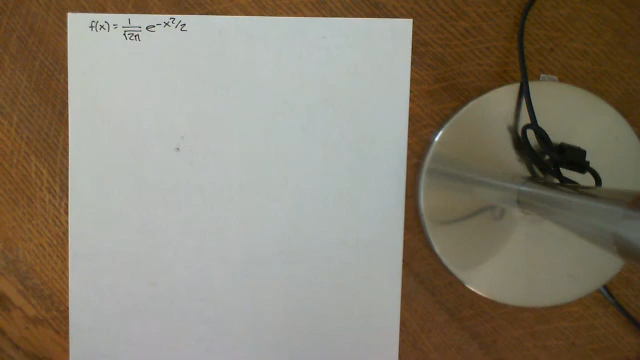 f(x) = 1/√2π e^-x²/2